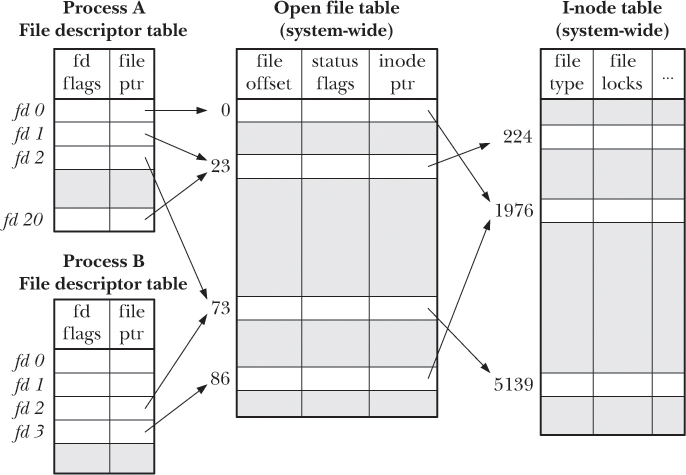 Process A
File descriptor table
fd
flags
file
ptr
fd 0
fd 1
fd 2
fd 20
Process B
File descriptor table
fd
flags
file
ptr
fd 0
fd 1
fd 2
fd 3
Open file table
(system-wide)
file
offset
status
flags
inode
ptr
0
23
73
86
I-node table
(system-wide)
file
type
file
locks
...
224
1976
5139